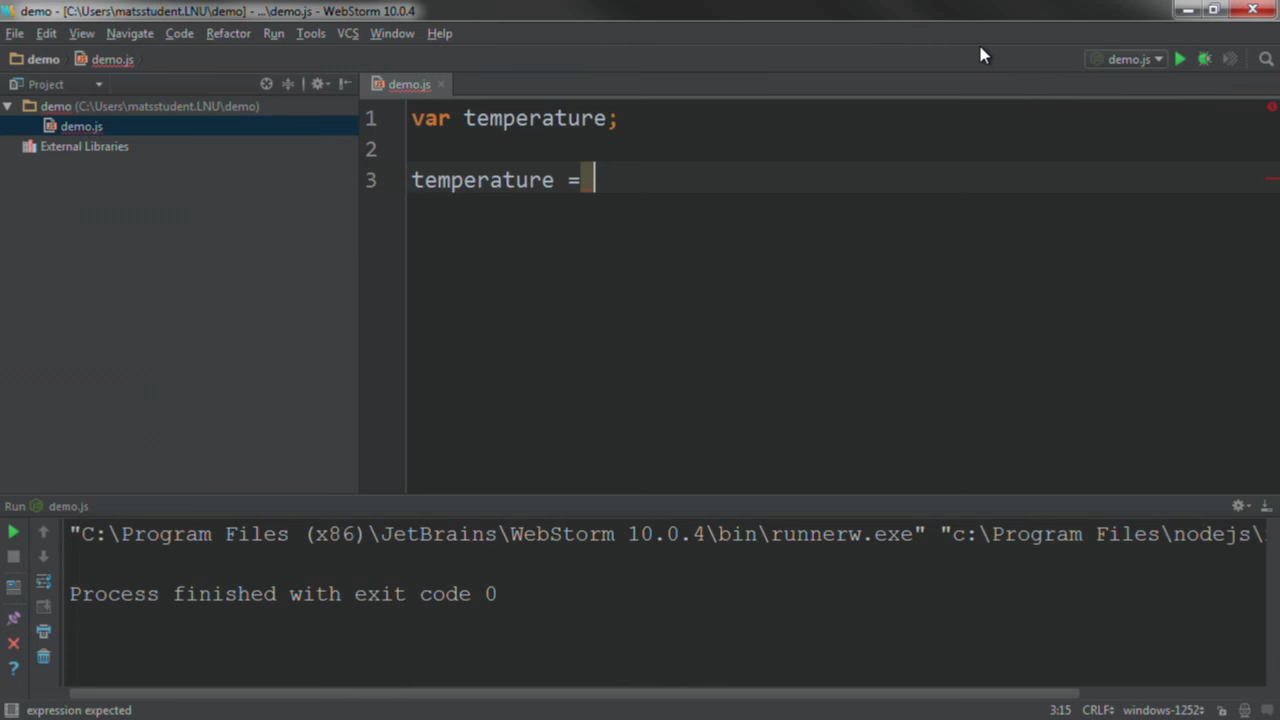 demo - [C:\Users\matsstudent.LNU\demo] - ...\demo.js - WebStorm 10.0.4
File Edit View Navigate Code Refactor Run Tools VCS Window Help
demo demo.js demo.js
Project demo.js
demo (C:\Users\matsstudent.LNU\demo)
demo.js
External Libraries
1 var temperature;
2
3 temperature =
Run demo.js
"C:\Program Files (x86)\JetBrains\WebStorm 10.0.4\bin\runnerw.exe" "c:\Program Files\nodejs\
Process finished with exit code 0
expression expected 3:15 CRLF windows-1252